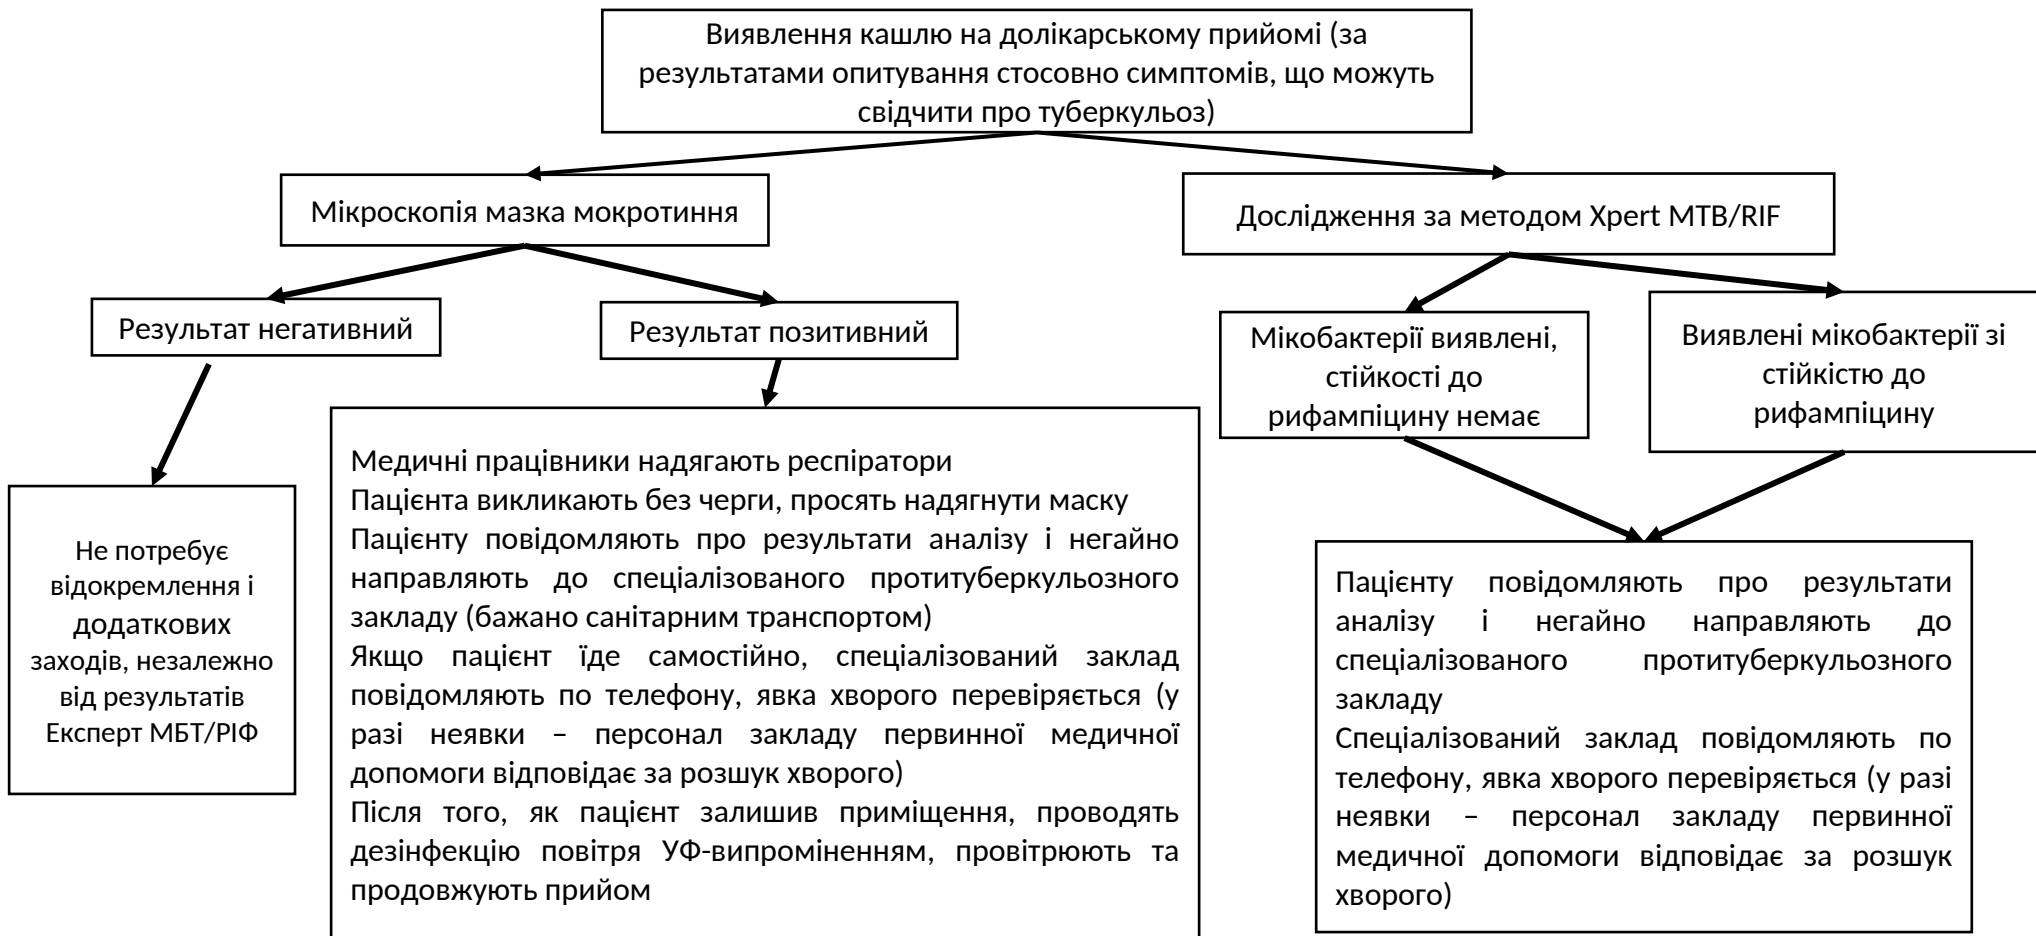 Виявлення кашлю на долікарському прийомі (за
результатами опитування стосовно симптомів, що можуть
свідчити про туберкульоз)
Мікроскопія мазка мокротиння
Дослідження за методом Xpert MTB/RIF
Результат негативний
Результат позитивний
Мікобактерії виявлені,
стійкості до
рифампіцину немає
Виявлені мікобактерії зі
стійкістю до
рифампіцину
Не потребує
відокремлення і
додаткових
заходів, незалежно
від результатів
Експерт МБТ/РІФ
Медичні працівники надягають респіратори
Пацієнта викликають без черги, просять надягнути маску
Пацієнту повідомляють про результати аналізу і негайно
направляють до спеціалізованого протитуберкульозного
закладу (бажано санітарним транспортом)
Якщо пацієнт їде самостійно, спеціалізований заклад
повідомляють по телефону, явка хворого перевіряється (у
разі неявки – персонал закладу первинної медичної
допомоги відповідає за розшук хворого)
Після того, як пацієнт залишив приміщення, проводять
дезінфекцію повітря УФ-випроміненням, провітрюють та
продовжують прийом
Пацієнту повідомляють про результати
аналізу і негайно направляють до
спеціалізованого протитуберкульозного
закладу
Спеціалізований заклад повідомляють по
телефону, явка хворого перевіряється (у разі
неявки – персонал закладу первинної
медичної допомоги відповідає за розшук
хворого)